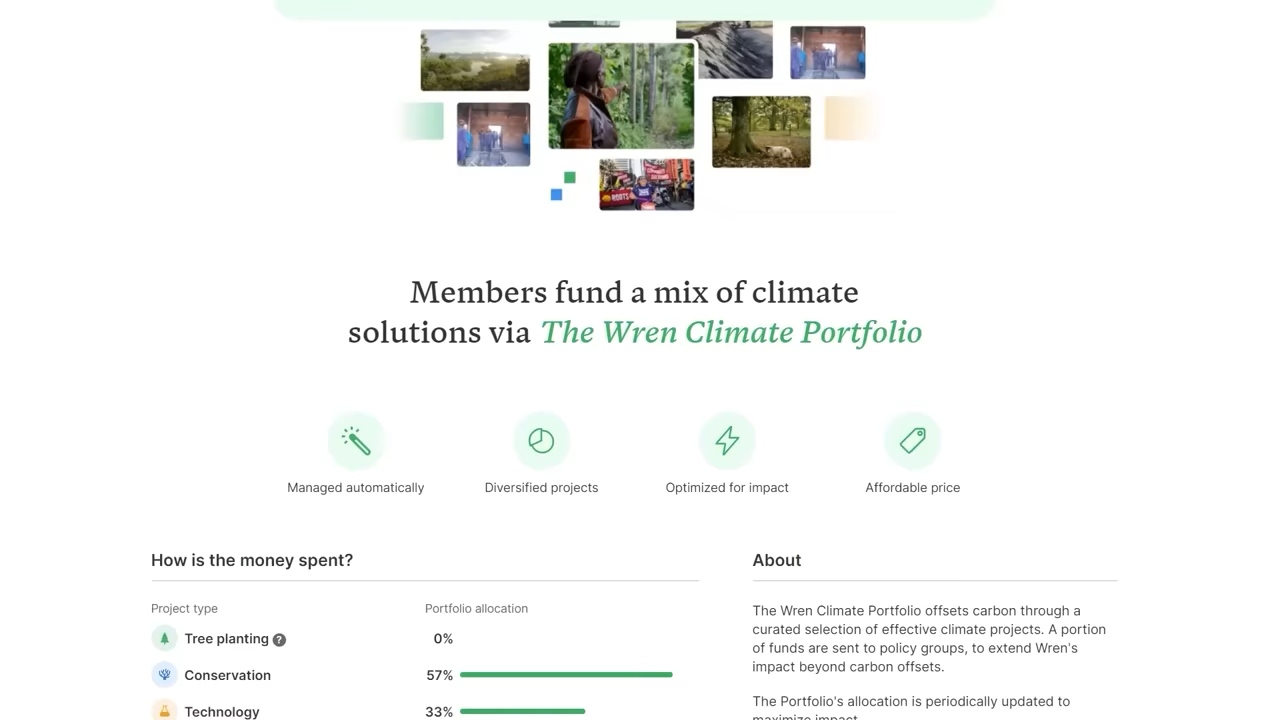 ROOTS
Members fund a mix of climate
solutions via The Wren Climate Portfolio
Managed automatically
Diversified projects
Optimized for impact
Affordable price
How is the money spent?
Project type
Portfolio allocation
Tree planting ?
0%
Conservation
57%
Technology
33%
About
The Wren Climate Portfolio offsets carbon through a
curated selection of effective climate projects. A portion
of funds are sent to policy groups, to extend Wren's
impact beyond carbon offsets.
The Portfolio's allocation is periodically updated to
maximize impact.